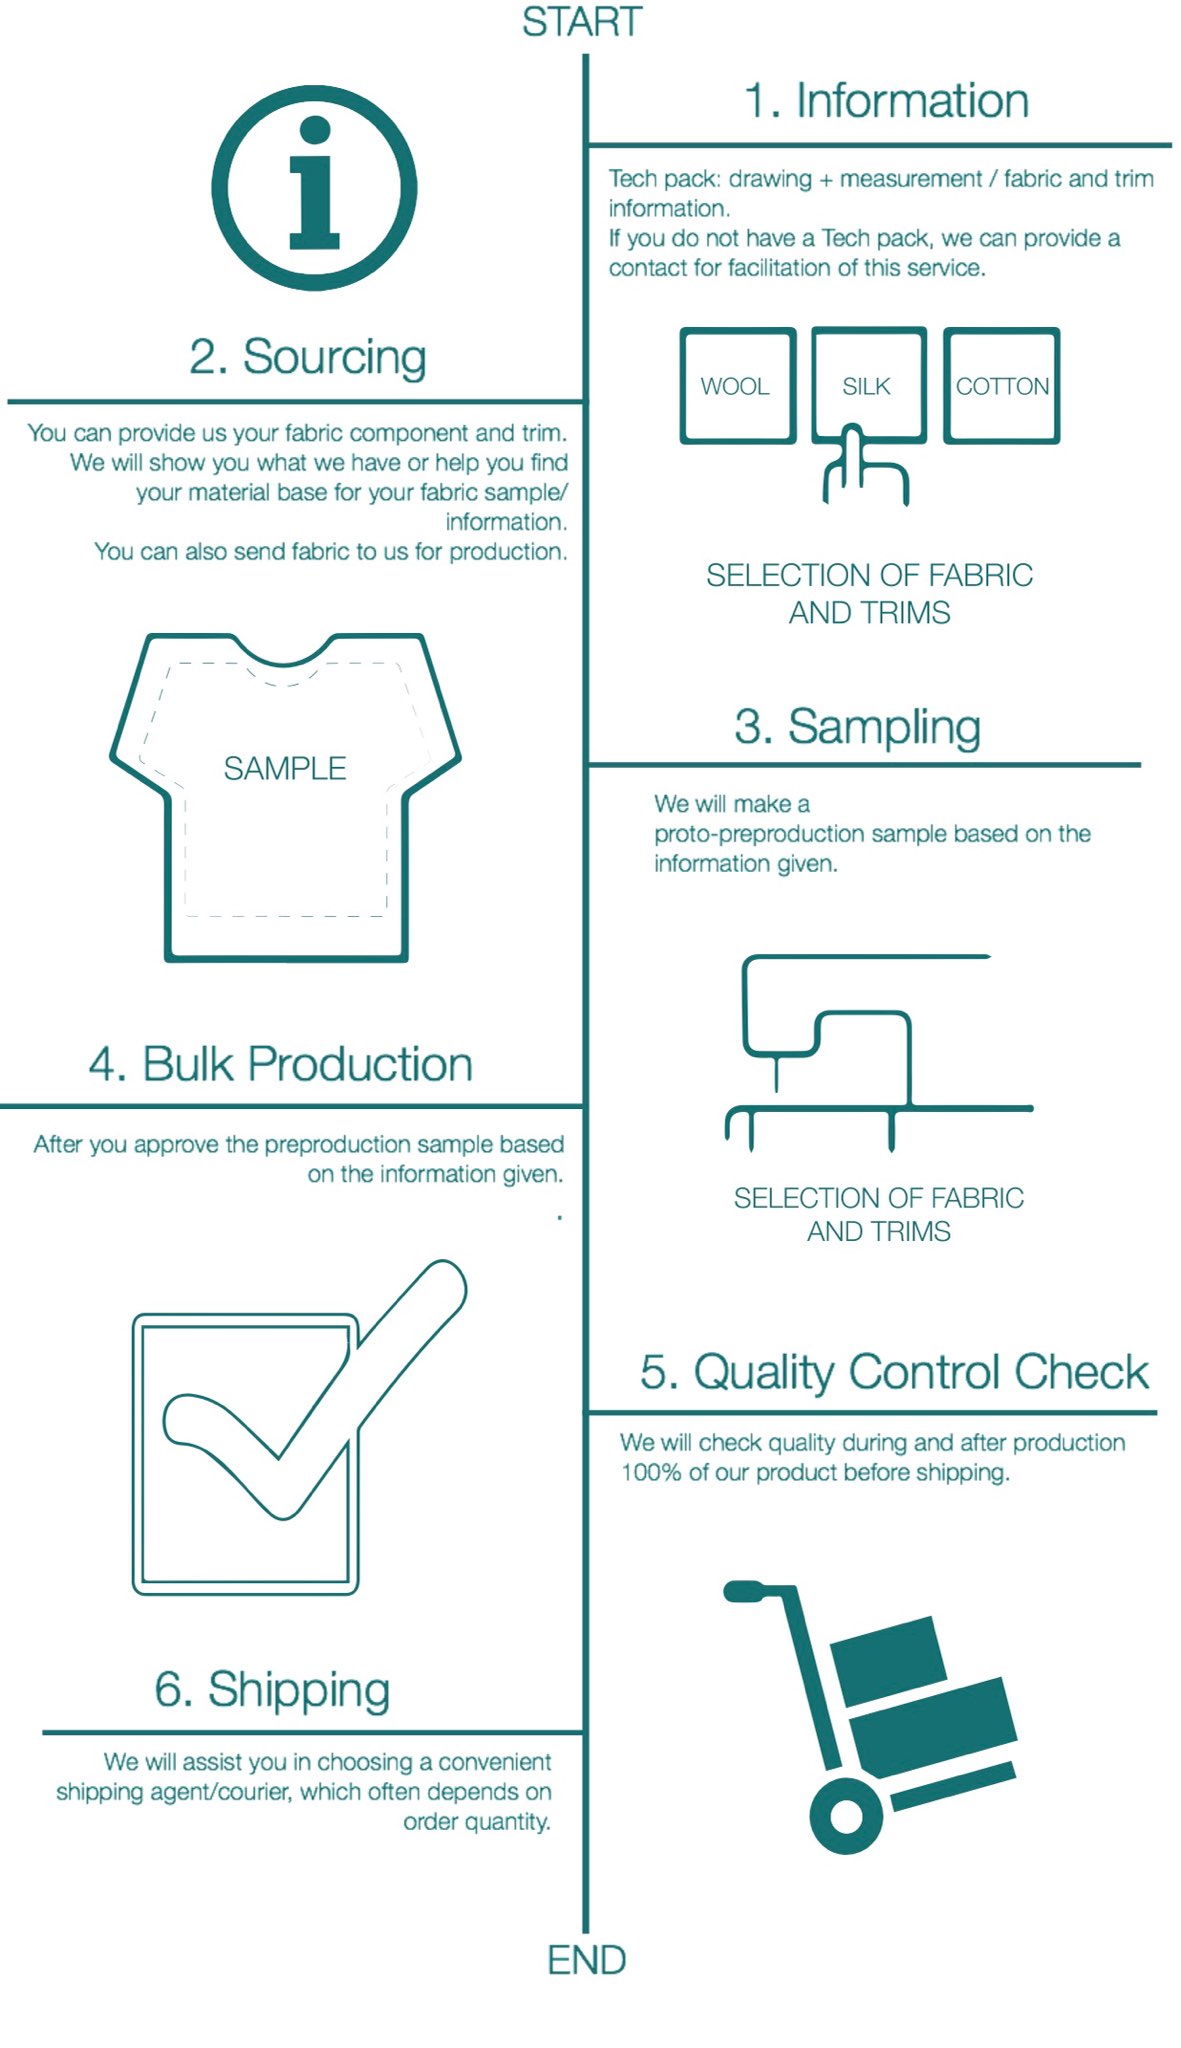 START
1. Information
Tech pack: drawing + measurement / fabric and trim
information.
If you do not have a Tech pack, we can provide a
contact for facilitation of this service.
WOOL
SILK
COTTON
SELECTION OF FABRIC
AND TRIMS
2. Sourcing
You can provide us your fabric component and trim.
We will show you what we have or help you find
your material base for your fabric sample/
information.
You can also send fabric to us for production.
SAMPLE
3. Sampling
We will make a
proto-preproduction sample based on the
information given.
SELECTION OF FABRIC
AND TRIMS
4. Bulk Production
After you approve the preproduction sample based
on the information given.
.
5. Quality Control Check
We will check quality during and after production
100% of our product before shipping.
6. Shipping
We will assist you in choosing a convenient
shipping agent/courier, which often depends on
order quantity.
END